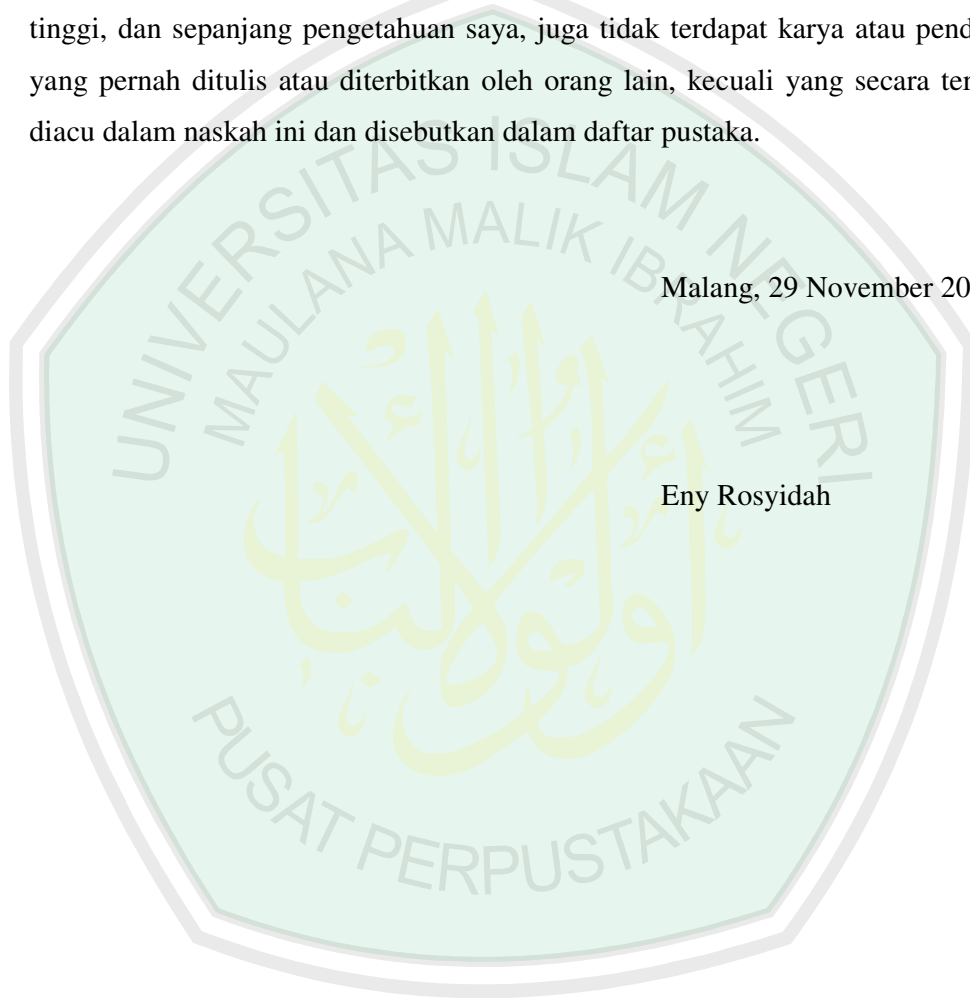 tinggi, dan sepanjang pengetahuan saya, juga tidak terdapat karya atau pend
yang pernah ditulis atau diterbitkan oleh orang lain, kecuali yang secara ter
diacu dalam naskah ini dan disebutkan dalam daftar pustaka.
UNIVERSITAS ISLAM NEGERI
MAULANA MALIK IBRAHIM
Malang, 29 November 20
Eny Rosyidah
أولوا الألباب
PUSAT PERPUSTAKAAN